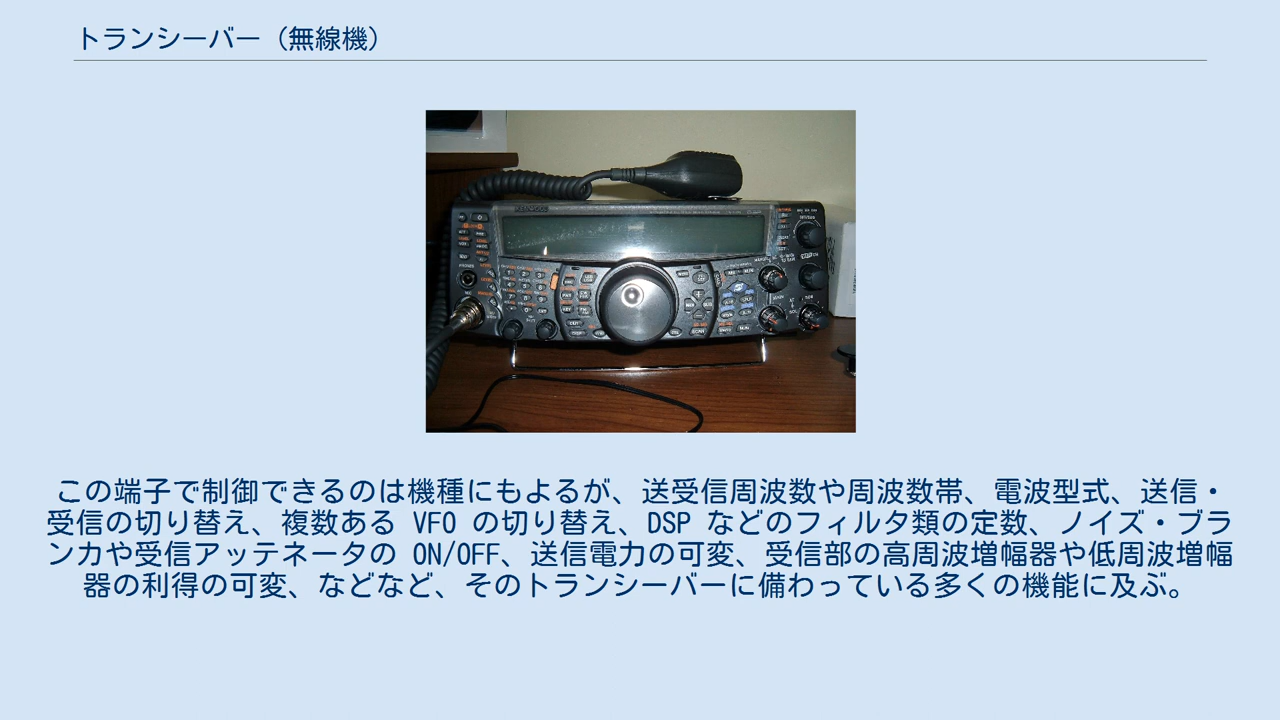 トランシーバー（無線機）
KENWOOD
この端子で制御できるのは機種にもよるが、送受信周波数や周波数帯、電波型式、送信・
受信の切り替え、複数ある VFO の切り替え、DSP などのフィルタ類の定数、ノイズ・ブラ
ンカや受信アッテネータの ON/OFF、送信電力の可変、受信部の高周波増幅器や低周波増幅
器の利得の可変、などなど、そのトランシーバーに備わっている多くの機能に及ぶ。